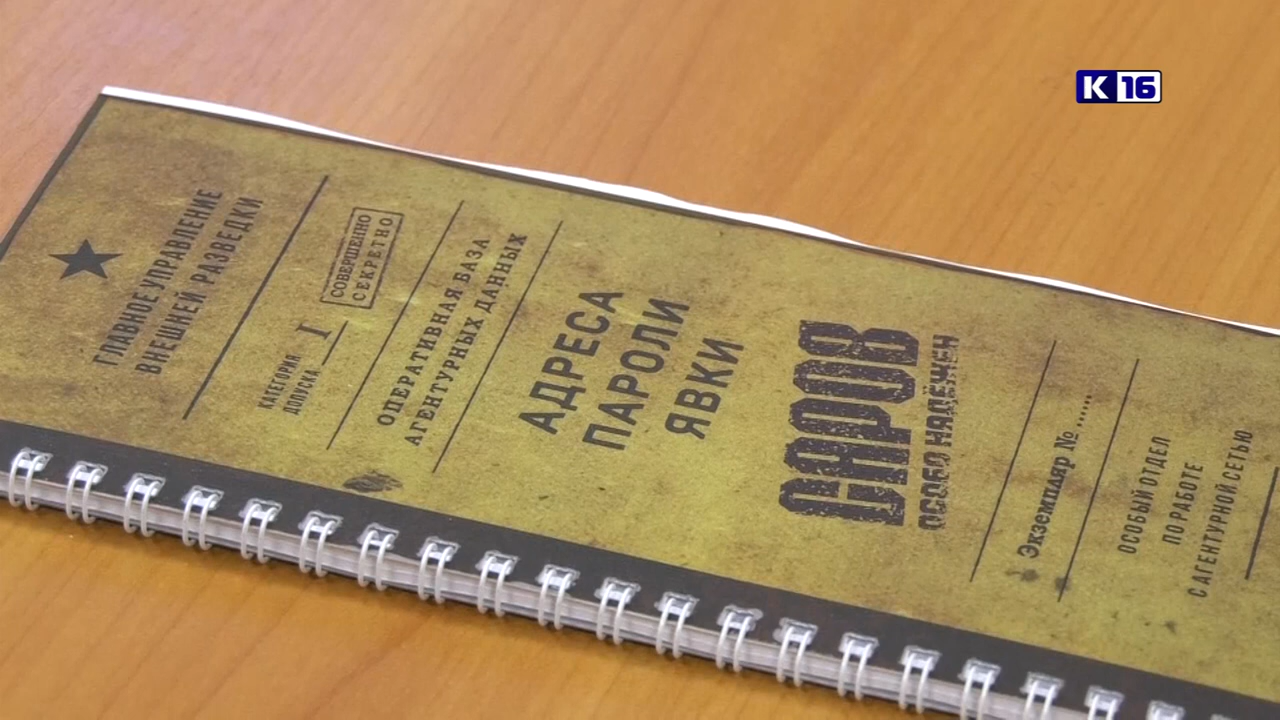 К 16
ГЛАВНОЕ УПРАВЛЕНИЕ
ВНЕШНЕЙ РАЗВЕДКИ
СОВЕРШЕННО
СЕКРЕТНО
КАТЕГОРИЯ
ДОПУСКА I
ОПЕРАТИВНАЯ БАЗА
АГЕНТУРНЫХ ДАННЫХ
АДРЕСА
ПАРОЛИ
ЯВКИ
САРОВ
ОСОБО НАДЁЖЕН
Экземпляр № ......
ОСОБЫЙ ОТДЕЛ
ПО РАБОТЕ
С АГЕНТУРНОЙ СЕТЬЮ